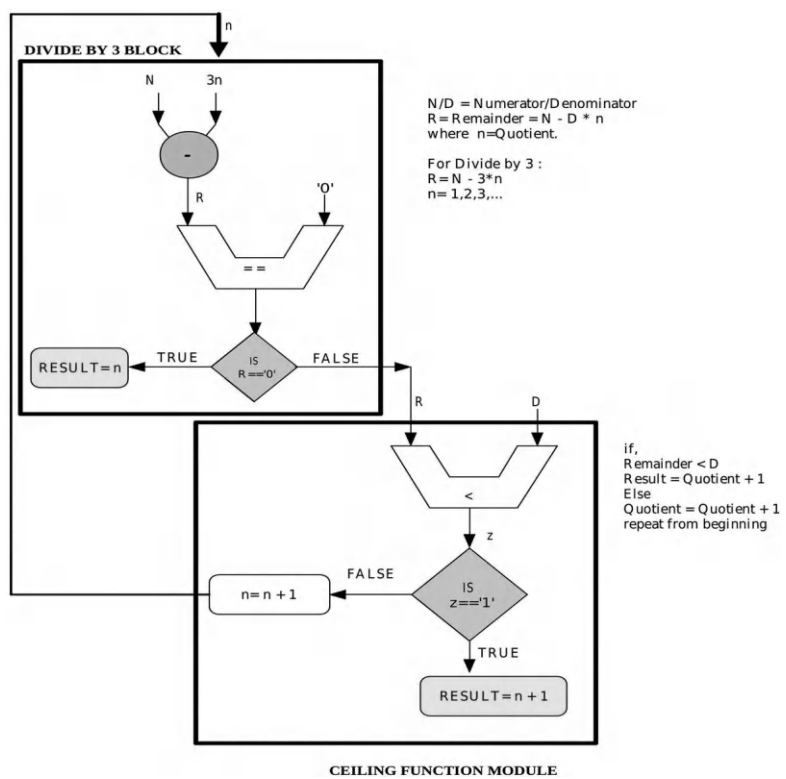 n
DIVIDE BY 3 BLOCK
N 3n
-
R
'0'
= =
IS
R=='0'
TRUE
FALSE
RESULT=n
N/D = Numerator/Denominator
R= Remainder = N - D * n
where n=Quotient.
For Divide by 3 :
R= N - 3*n
n= 1,2,3,...
R D
<
z
IS
z=='1'
FALSE
n= n + 1
TRUE
RESULT= n + 1
if,
Remainder < D
Result = Quotient + 1
Else
Quotient = Quotient + 1
repeat from beginning
CEILING FUNCTION MODULE